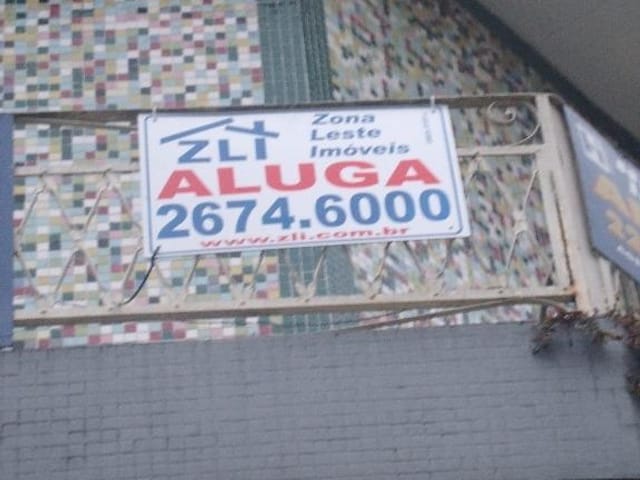 Zona
Leste
Imóveis
ZLI
ALUGA
2674.6000
www.zli.com.br